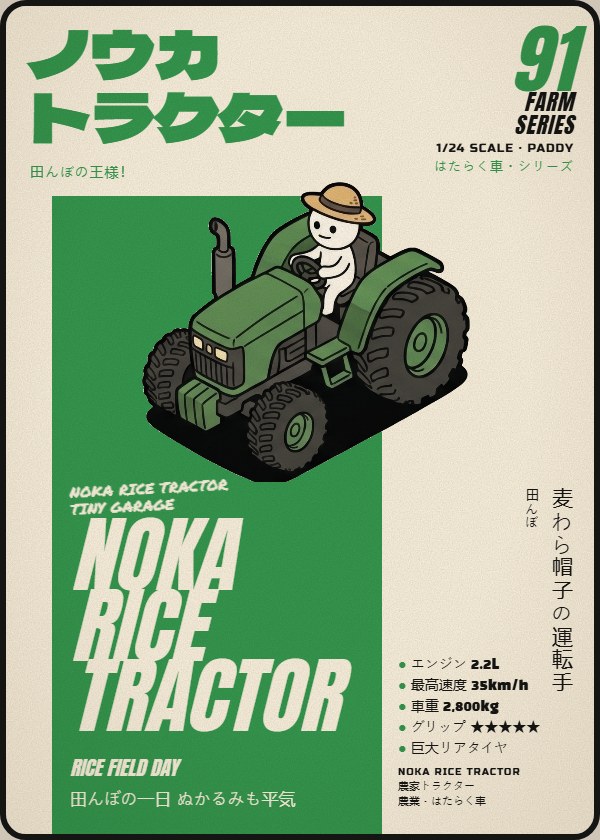 ノウカ
トラクター
田んぼの王様!
91
FARM
SERIES
1/24 SCALE · PADDY
はたらく車・シリーズ
NOKA RICE TRACTOR
TINY GARAGE
NOKA
RICE
TRACTOR
RICE FIELD DAY
田んぼの一日 ぬかるみも平気
麦わら帽子の運転手
田んぼ
● エンジン 2.2L
● 最高速度 35km/h
● 車重 2,800kg
● グリップ ★★★★★
● 巨大リアタイヤ
NOKA RICE TRACTOR
農家トラクター
農業・はたらく車